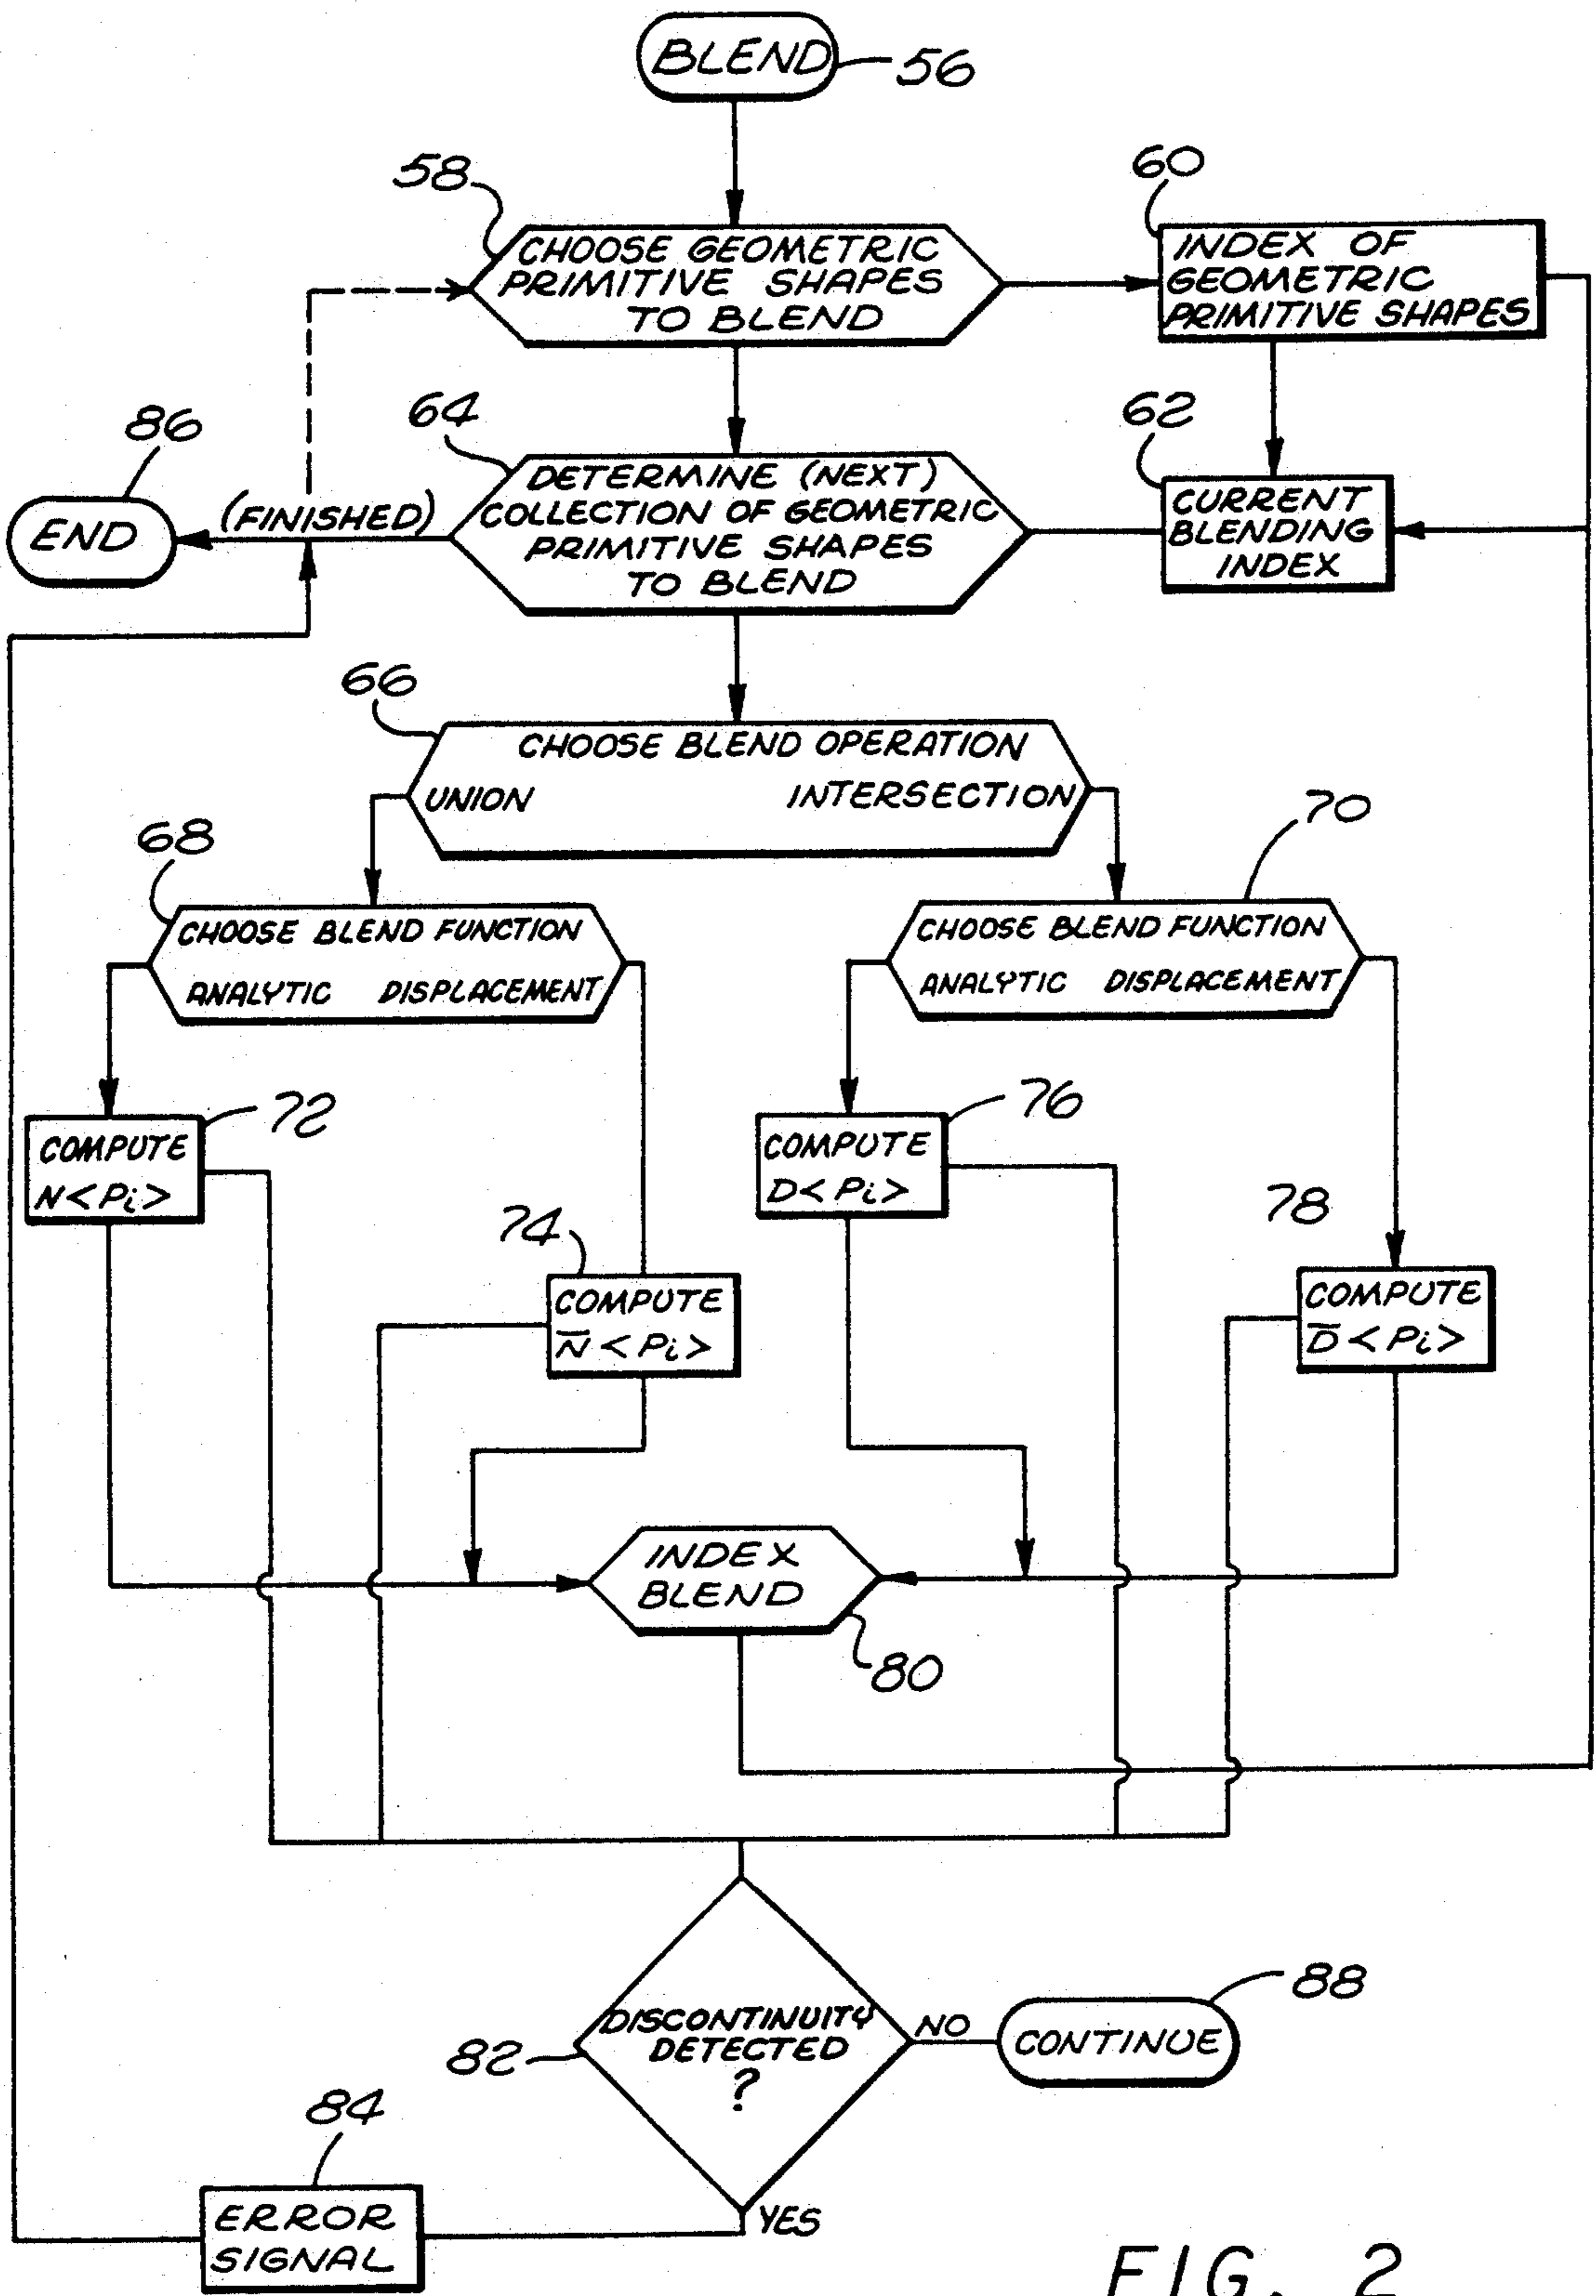 BLEND
56
58
CHOOSE GEOMETRIC
PRIMITIVE SHAPES
TO BLEND
60
INDEX OF
GEOMETRIC
PRIMITIVE SHAPES
86
END
(FINISHED)
64
DETERMINE (NEXT)
COLLECTION OF GEOMETRIC
PRIMITIVE SHAPES
TO BLEND
62
CURRENT
BLENDING
INDEX
66
CHOOSE BLEND OPERATION
UNION INTERSECTION
68
CHOOSE BLEND FUNCTION
ANALYTIC DISPLACEMENT
70
CHOOSE BLEND FUNCTION
ANALYTIC DISPLACEMENT
72
COMPUTE
N<Pi>
74
COMPUTE
N̅<Pi>
76
COMPUTE
D<Pi>
78
COMPUTE
D̅<Pi>
INDEX
BLEND
80
82
DISCONTINUITY
DETECTED
?
NO
88
CONTINUE
YES
84
ERROR
SIGNAL
FIG. 2